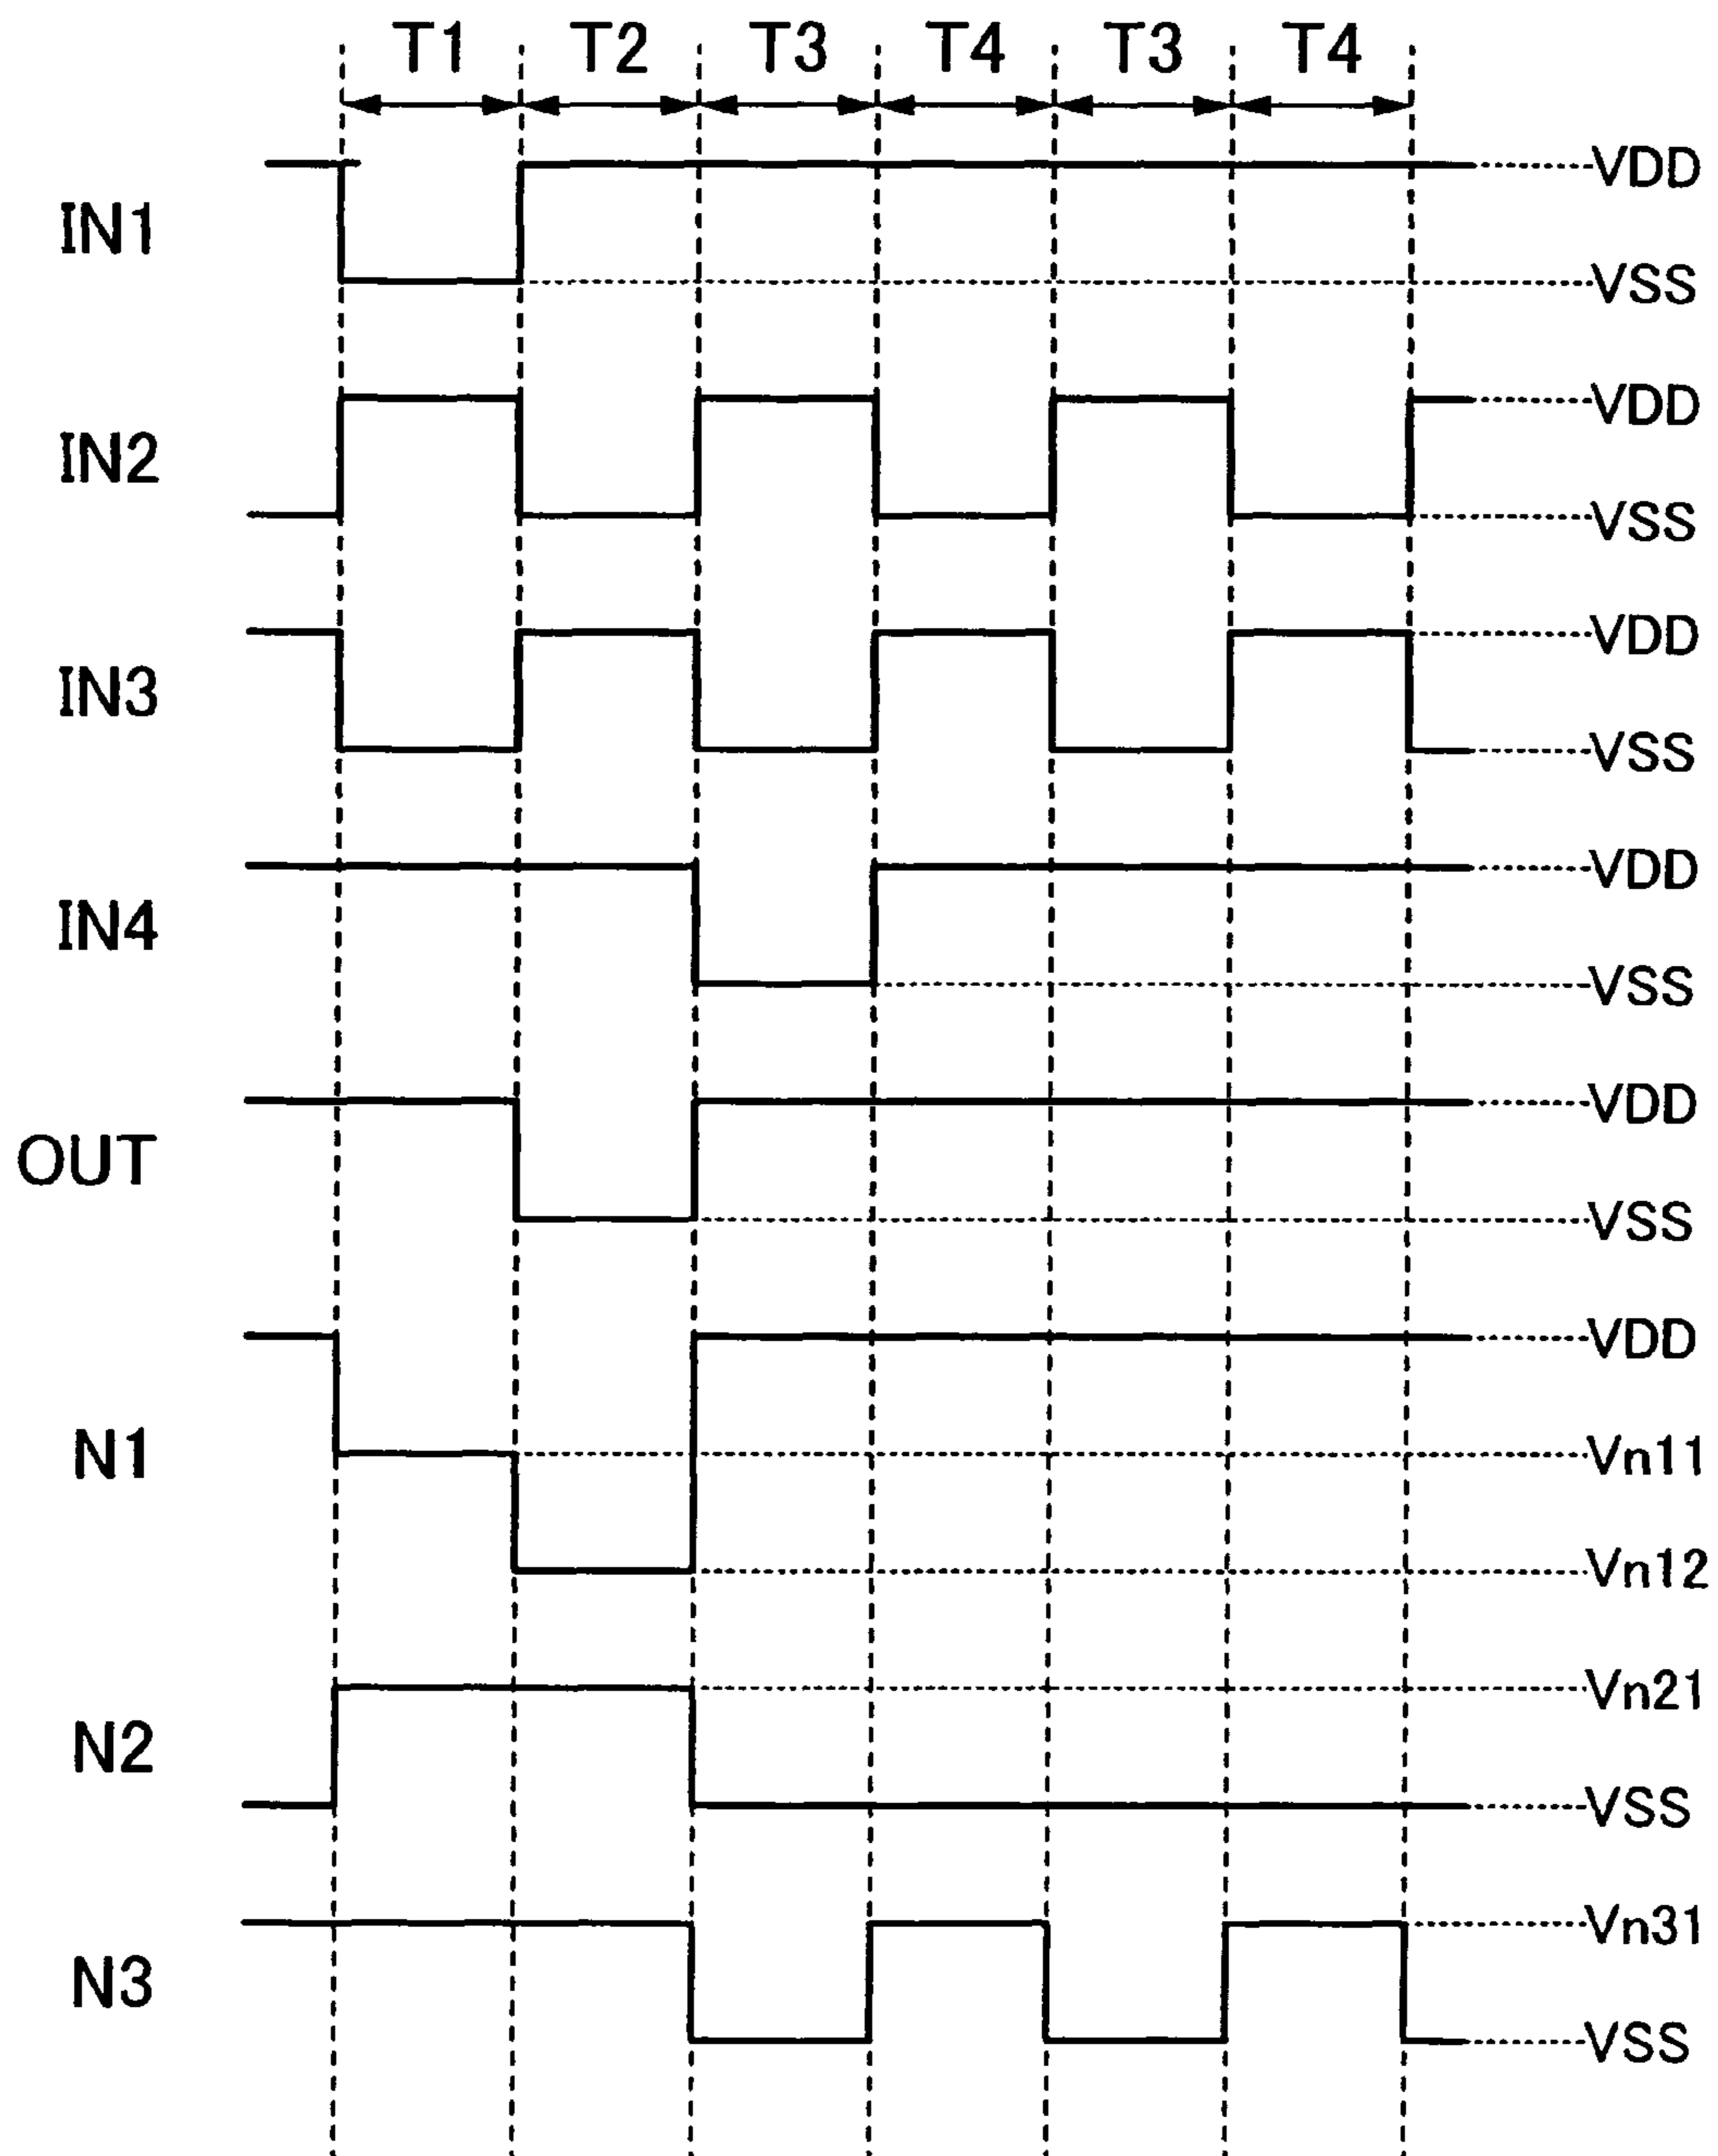 T1 T2 T3 T4 T3 T4
VDD
IN1
VSS
VDD
IN2
VSS
VDD
IN3
VSS
VDD
IN4
VSS
VDD
OUT
VSS
VDD
N1
Vn11
Vn12
Vn21
N2
VSS
Vn31
N3
VSS